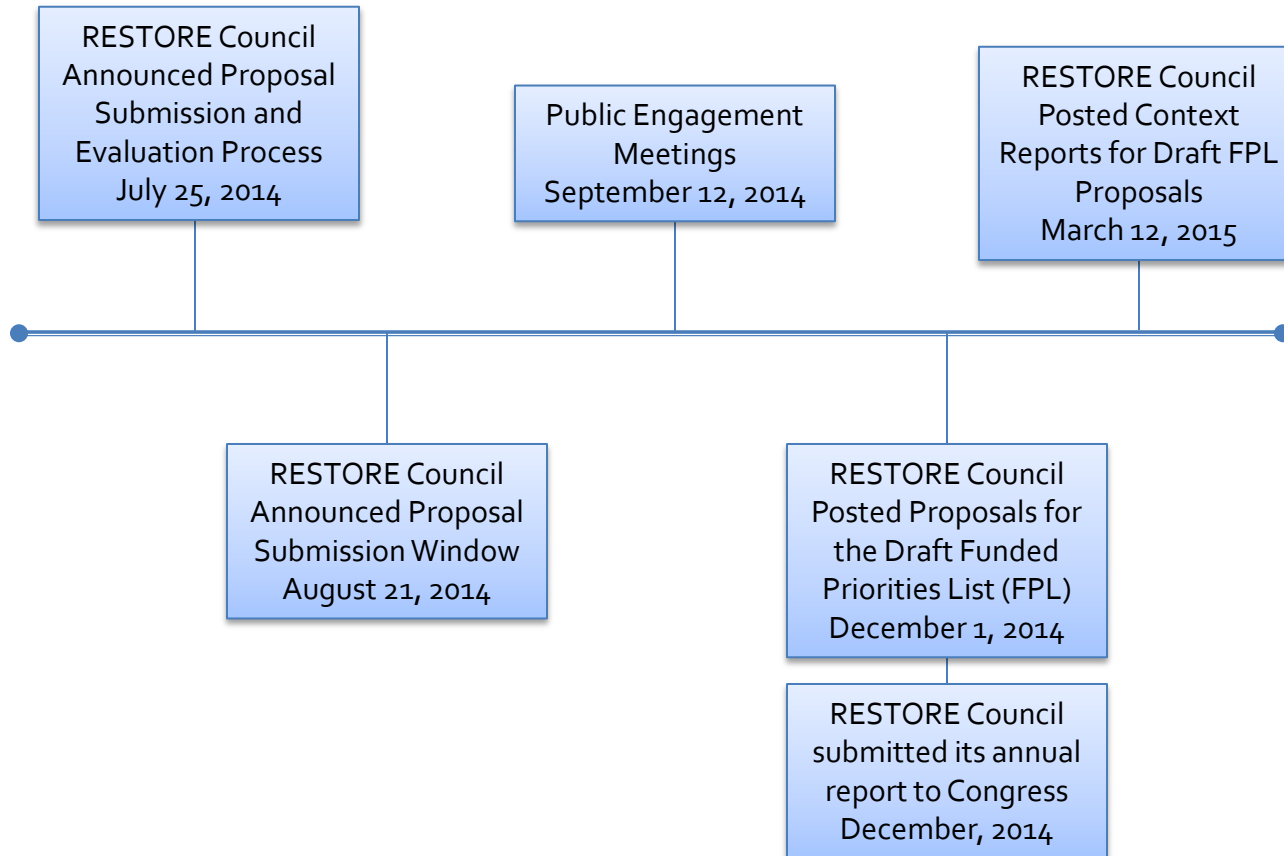 RESTORE Council
Announced Proposal
Submission and
Evaluation Process
July 25, 2014
Public Engagement
Meetings
September 12, 2014
RESTORE Council
Posted Context
Reports for Draft FPL
Proposals
March 12, 2015
RESTORE Council
Announced Proposal
Submission Window
August 21, 2014
RESTORE Council
Posted Proposals for
the Draft Funded
Priorities List (FPL)
December 1, 2014
RESTORE Council
submitted its annual
report to Congress
December, 2014